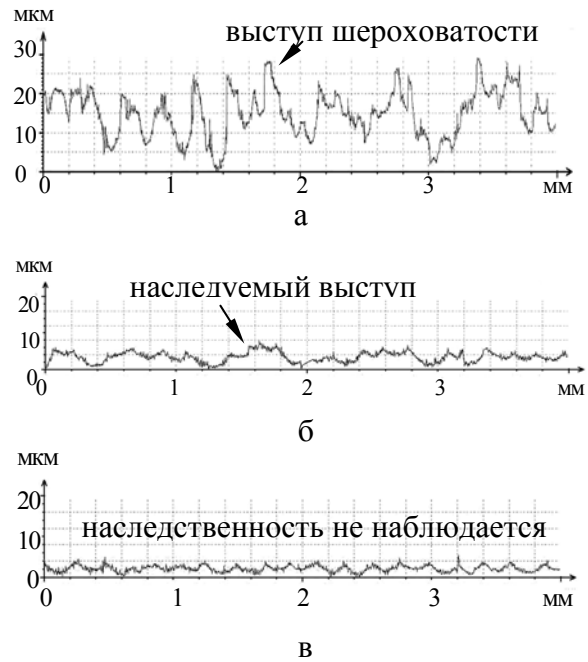 мкм
выступ шероховатости
30
20
10
0
0 1 2 3 мм
а
мкм
наследуемый выступ
20
10
0
0 1 2 3 мм
б
мкм
20
наследственность не наблюдается
10
0
0 1 2 3 мм
в